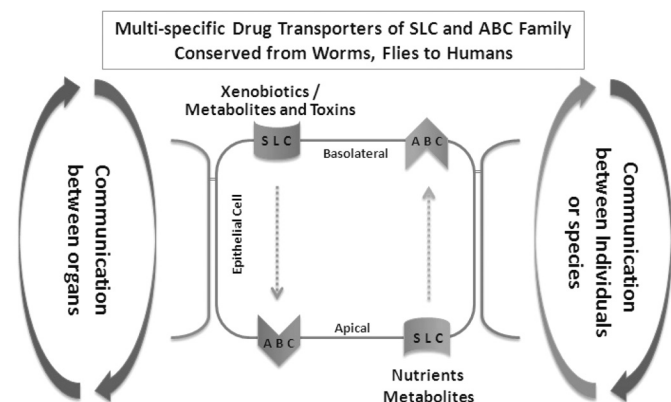 Multi-specific Drug Transporters of SLC and ABC Family
Conserved from Worms, Flies to Humans
Xenobiotics /
Metabolites and Toxins
SLC
Basolateral
ABC
Communication
between organs
Epithelial Cell
Communication
between Individuals
or species
ABC
Apical
SLC
Nutrients
Metabolites